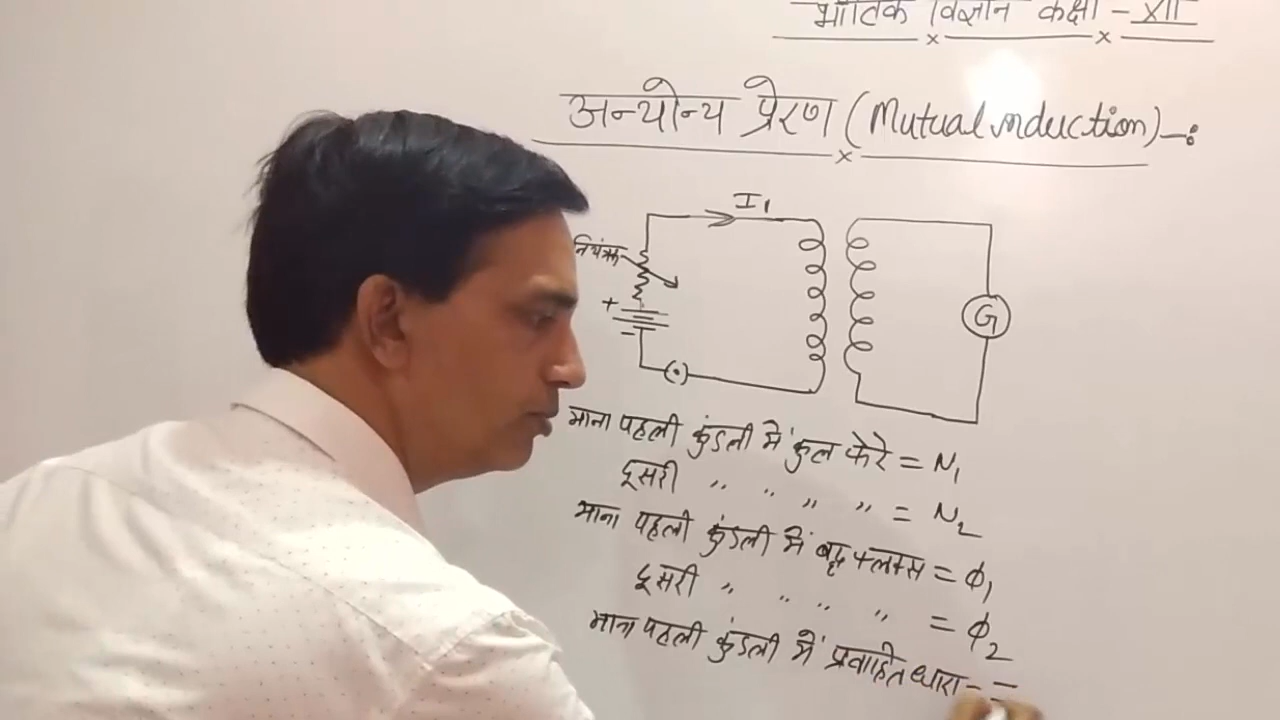 भौतिक विज्ञान कक्षा - XII
अन्योन्य प्रेरण (Mutual induction) -:
I₁
नियंत्रक
+
-
G
माना पहली कुंडली में कुल फेरे = N₁
दूसरी " " " " = N₂
माना पहली कुंडली में बद्ध फ्लक्स = ϕ₁
दूसरी " " " " = ϕ₂
माना पहली कुंडली में प्रवाहित धारा -